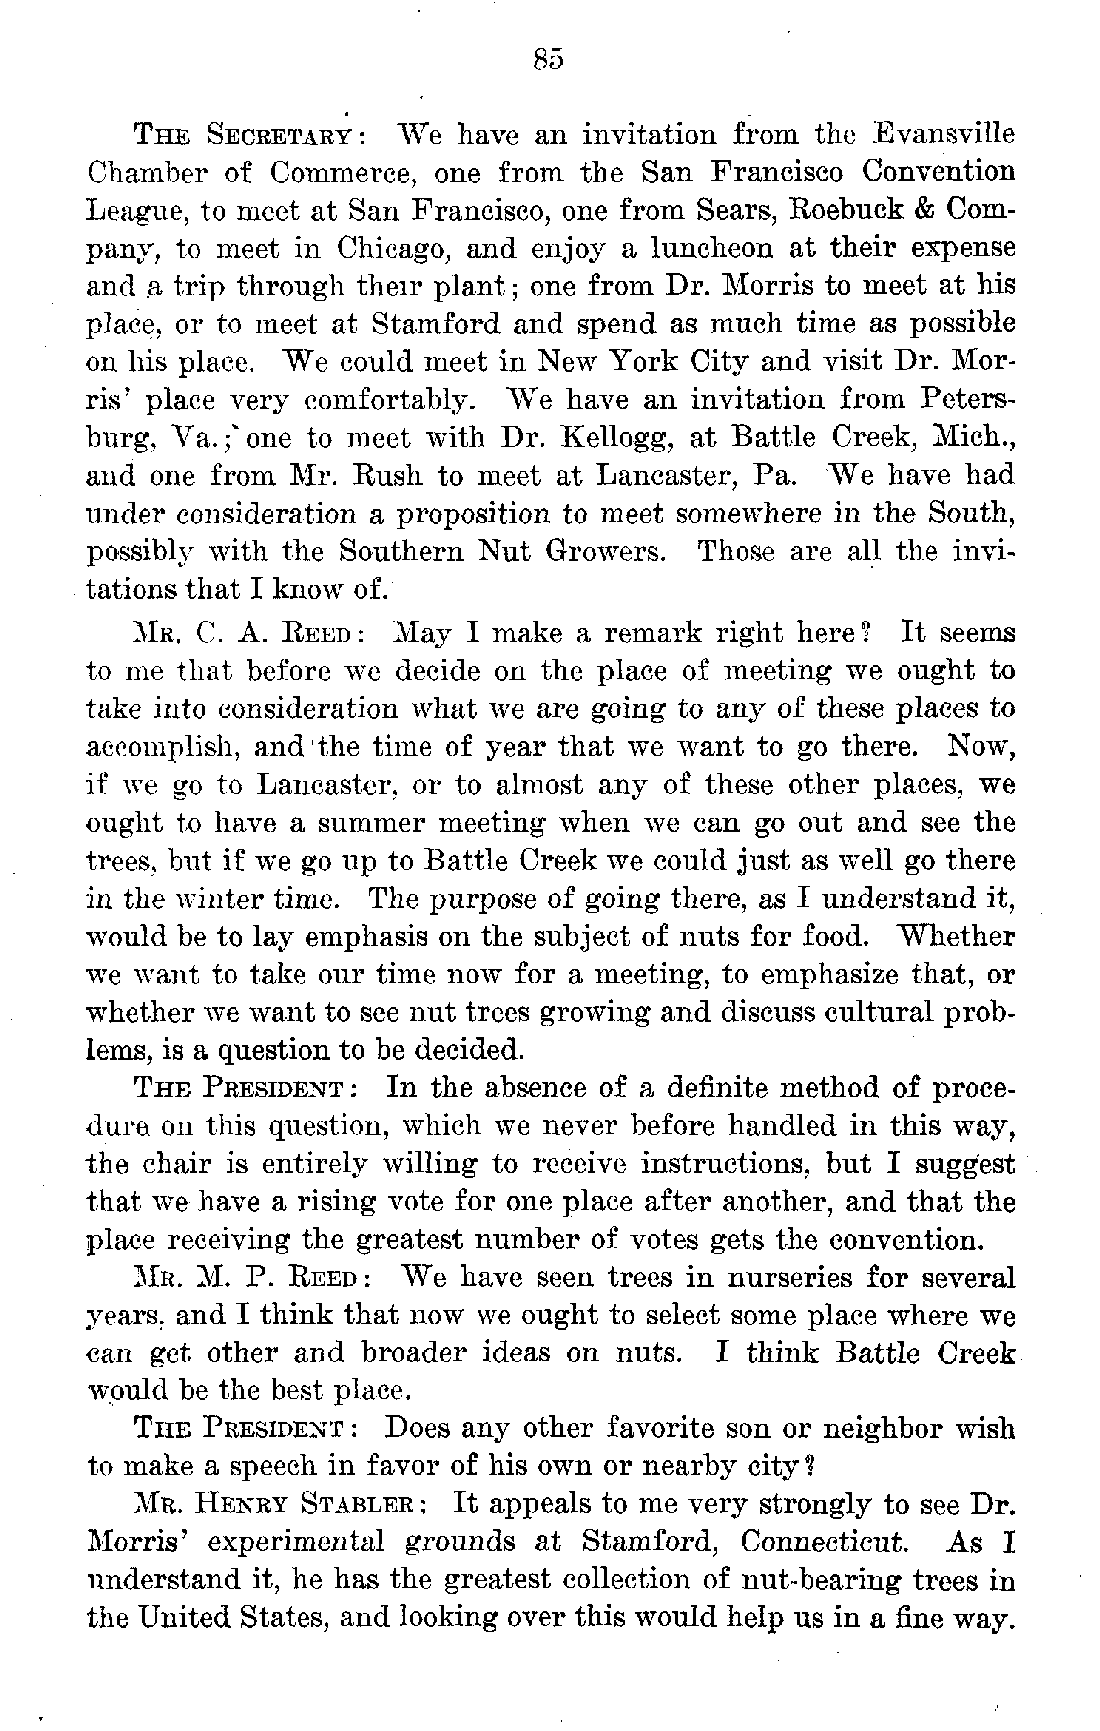 85
THE SECRETARY: We have an invitation from the Evansville
Chamber of Commerce, one from the San Francisco Convention
League, to meet at San Francisco, one from Sears, Roebuck & Com-
pany, to meet in Chicago, and enjoy a luncheon at their expense
and a trip through their plant; one from Dr. Morris to meet at his
place, or to meet at Stamford and spend as much time as possible
on his place. We could meet in New York City and visit Dr. Mor-
ris' place very comfortably. We have an invitation from Peters-
burg, Va.; one to meet with Dr. Kellogg, at Battle Creek, Mich.,
and one from Mr. Rush to meet at Lancaster, Pa. We have had
under consideration a proposition to meet somewhere in the South,
possibly with the Southern Nut Growers. Those are all the invi-
tations that I know of.
MR. C. A. REED: May I make a remark right here? It seems
to me that before we decide on the place of meeting we ought to
take into consideration what we are going to any of these places to
accomplish, and the time of year that we want to go there. Now,
if we go to Lancaster, or to almost any of these other places, we
ought to have a summer meeting when we can go out and see the
trees, but if we go up to Battle Creek we could just as well go there
in the winter time. The purpose of going there, as I understand it,
would be to lay emphasis on the subject of nuts for food. Whether
we want to take our time now for a meeting, to emphasize that, or
whether we want to see nut trees growing and discuss cultural prob-
lems, is a question to be decided.
THE PRESIDENT: In the absence of a definite method of proce-
dure on this question, which we never before handled in this way,
the chair is entirely willing to receive instructions, but I suggest
that we have a rising vote for one place after another, and that the
place receiving the greatest number of votes gets the convention.
MR. M. P. REED: We have seen trees in nurseries for several
years, and I think that now we ought to select some place where we
can get other and broader ideas on nuts. I think Battle Creek
would be the best place.
THE PRESIDENT: Does any other favorite son or neighbor wish
to make a speech in favor of his own or nearby city?
MR. HENRY STABLER: It appeals to me very strongly to see Dr.
Morris' experimental grounds at Stamford, Connecticut. As I
understand it, he has the greatest collection of nut-bearing trees in
the United States, and looking over this would help us in a fine way.